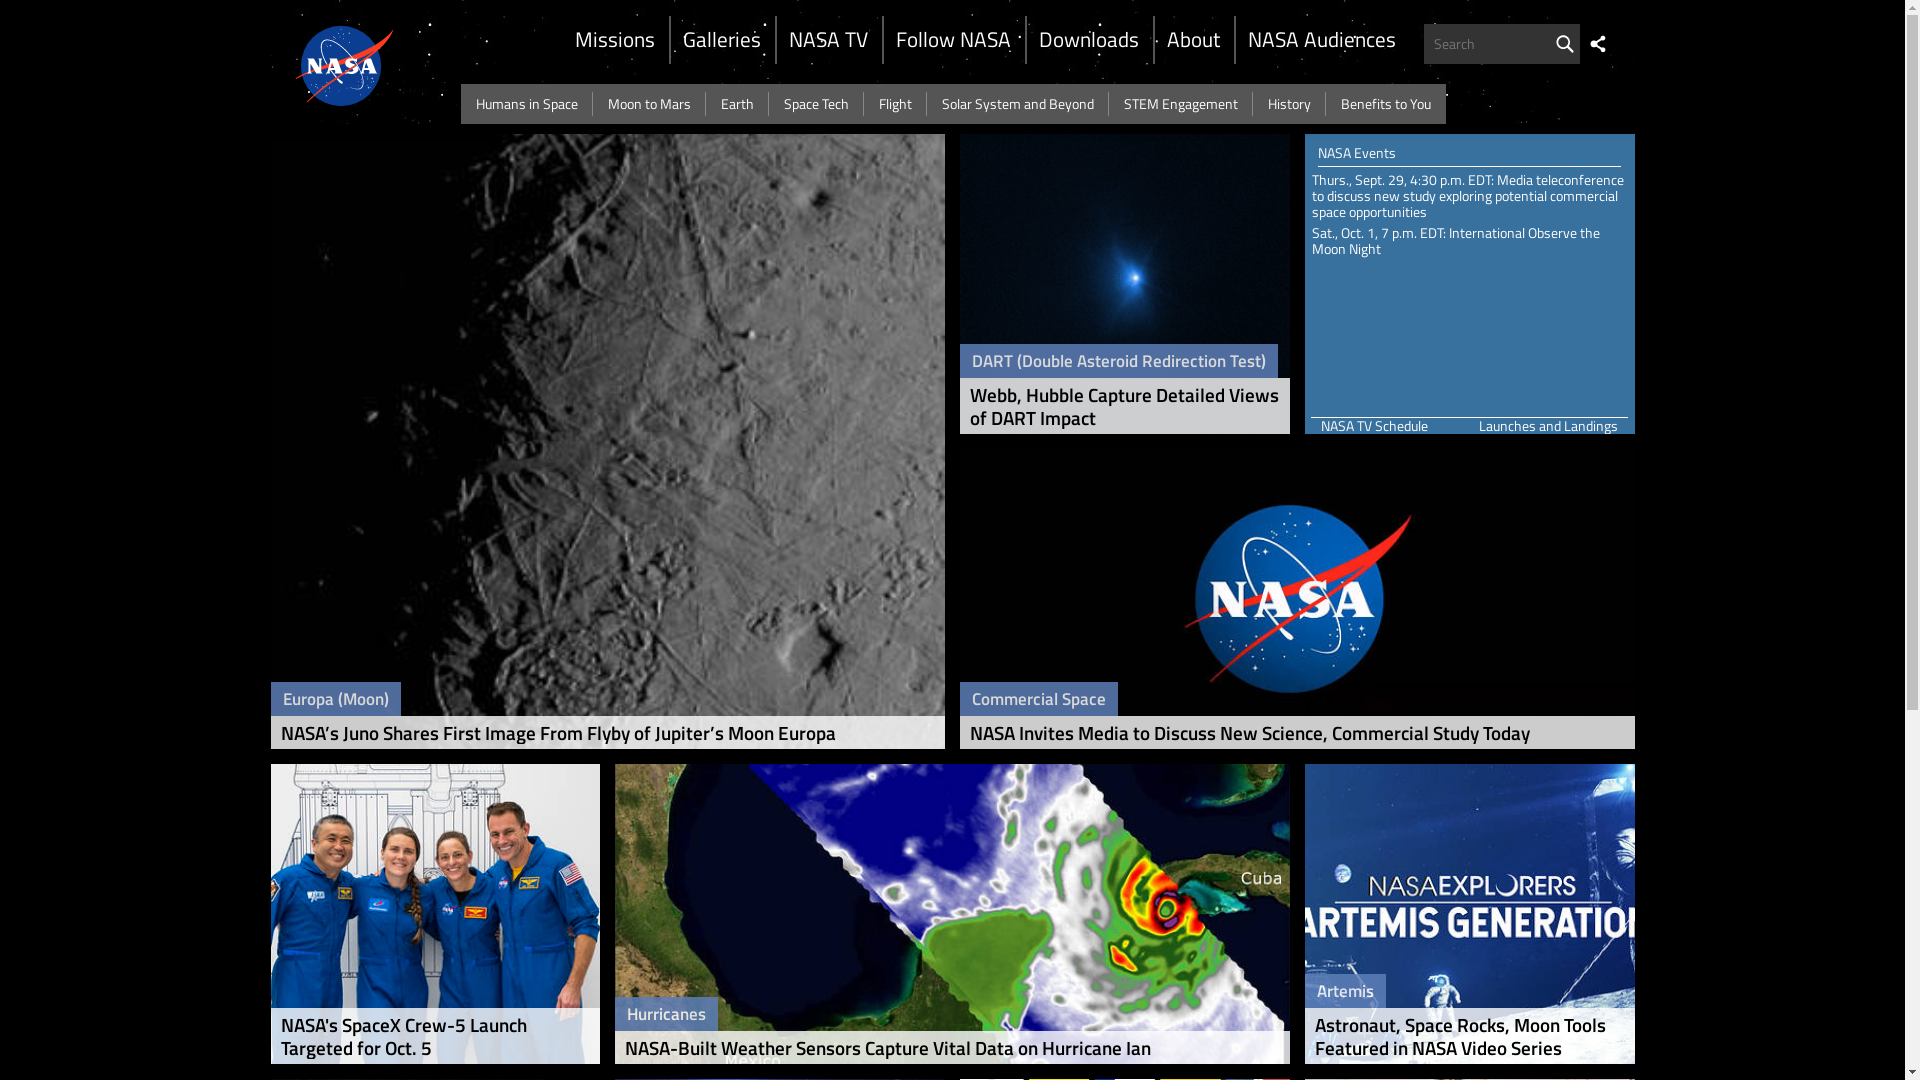 NASA
Missions
Galleries
NASA TV
Follow NASA
Downloads
About
NASA Audiences
Search
Humans in Space
Moon to Mars
Earth
Space Tech
Flight
Solar System and Beyond
STEM Engagement
History
Benefits to You
Europa (Moon)
NASA’s Juno Shares First Image From Flyby of Jupiter’s Moon Europa
DART (Double Asteroid Redirection Test)
Webb, Hubble Capture Detailed Views
of DART Impact
NASA Events
Thurs., Sept. 29, 4:30 p.m. EDT: Media teleconference
to discuss new study exploring potential commercial
space opportunities
Sat., Oct. 1, 7 p.m. EDT: International Observe the
Moon Night
NASA TV Schedule
Launches and Landings
NASA
Commercial Space
NASA Invites Media to Discuss New Science, Commercial Study Today
NASA's SpaceX Crew-5 Launch
Targeted for Oct. 5
Cuba
Mexico
Hurricanes
NASA-Built Weather Sensors Capture Vital Data on Hurricane Ian
NASAEXPLORERS
ARTEMIS GENERATION
Artemis
Astronaut, Space Rocks, Moon Tools
Featured in NASA Video Series